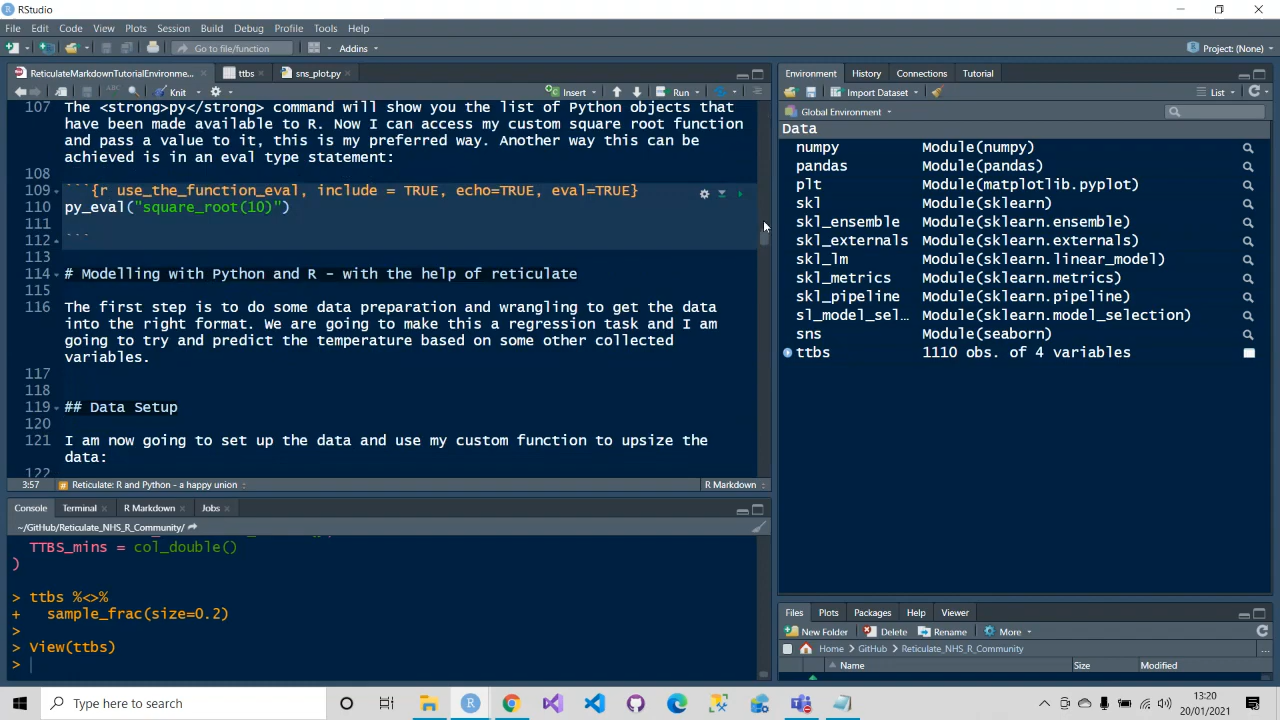 RStudio
File Edit Code View Plots Session Build Debug Profile Tools Help
Go to file/function Addins Project: (None)
ReticulateMarkdownTutorialEnvironme... ttbs sns_plot.py
Knit Insert Run
107 The <strong>py</strong> command will show you the list of Python objects that
have been made available to R. Now I can access my custom square root function
and pass a value to it, this is my preferred way. Another way this can be
achieved is in an eval type statement:
108
109 ```{r use_the_function_eval, include = TRUE, echo=TRUE, eval=TRUE}
110 py_eval("square_root(10)")
111
112 ```
113
114 # Modelling with Python and R - with the help of reticulate
115
116 The first step is to do some data preparation and wrangling to get the data
into the right format. We are going to make this a regression task and I am
going to try and predict the temperature based on some other collected
variables.
117
118
119 ## Data Setup
120
121 I am now going to set up the data and use my custom function to upsize the
data:
122
3:57 # Reticulate: R and Python - a happy union R Markdown
Console Terminal R Markdown Jobs
~/GitHub/Reticulate_NHS_R_Community/
TTBS_mins = col_double()
)
> ttbs %<>%
+ sample_frac(size=0.2)
>
> View(ttbs)
>
Environment History Connections Tutorial
Import Dataset List
Global Environment
Data
numpy Module(numpy)
pandas Module(pandas)
plt Module(matplotlib.pyplot)
skl Module(sklearn)
skl_ensemble Module(sklearn.ensemble)
skl_externals Module(sklearn.externals)
skl_lm Module(sklearn.linear_model)
skl_metrics Module(sklearn.metrics)
skl_pipeline Module(sklearn.pipeline)
sl_model_sel... Module(sklearn.model_selection)
sns Module(seaborn)
ttbs 1110 obs. of 4 variables
Files Plots Packages Help Viewer
New Folder Delete Rename More
Home > GitHub > Reticulate_NHS_R_Community ...
Name Size Modified
Type here to search
13:20
20/01/2021